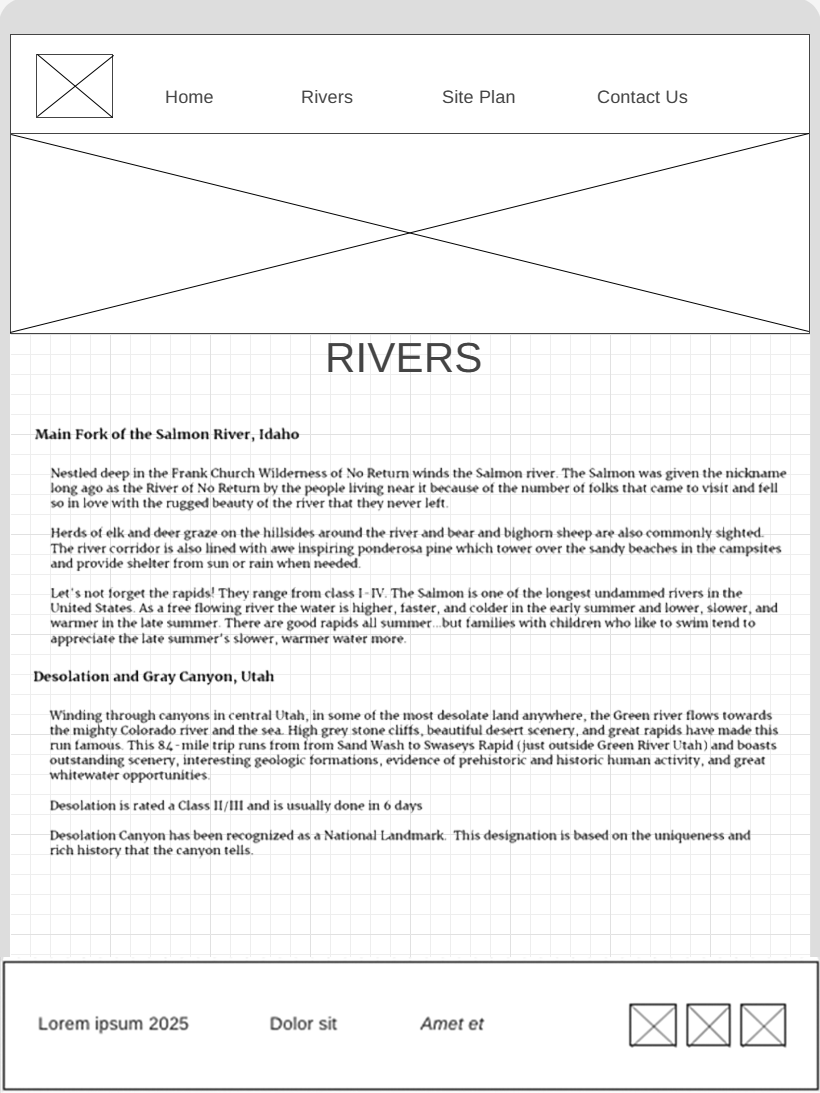 Home Rivers Site Plan Contact Us
RIVERS
Main Fork of the Salmon River, Idaho
Nestled deep in the Frank Church Wilderness of No Return winds the Salmon river. The Salmon was given the nickname
long ago as the River of No Return by the people living near it because of the number of folks that came to visit and fell
so in love with the rugged beauty of the river that they never left.
Herds of elk and deer graze on the hillsides around the river and bear and bighorn sheep are also commonly sighted.
The river corridor is also lined with awe inspiring ponderosa pine which tower over the sandy beaches in the campsites
and provide shelter from sun or rain when needed.
Let's not forget the rapids! They range from class I-IV. The Salmon is one of the longest undammed rivers in the
United States. As a free flowing river the water is higher, faster, and colder in the early summer and lower, slower, and
warmer in the late summer. There are good rapids all summer...but families with children who like to swim tend to
appreciate the late summer's slower, warmer water more.
Desolation and Gray Canyon, Utah
Winding through canyons in central Utah, in some of the most desolate land anywhere, the Green river flows towards
the mighty Colorado river and the sea. High grey stone cliffs, beautiful desert scenery, and great rapids have made this
run famous. This 84-mile trip runs from from Sand Wash to Swaseys Rapid (just outside Green River Utah) and boasts
outstanding scenery, interesting geologic formations, evidence of prehistoric and historic human activity, and great
whitewater opportunities.
Desolation is rated a Class II/III and is usually done in 6 days
Desolation Canyon has been recognized as a National Landmark.  This designation is based on the uniqueness and
rich history that the canyon tells.
Lorem ipsum 2025 Dolor sit Amet et